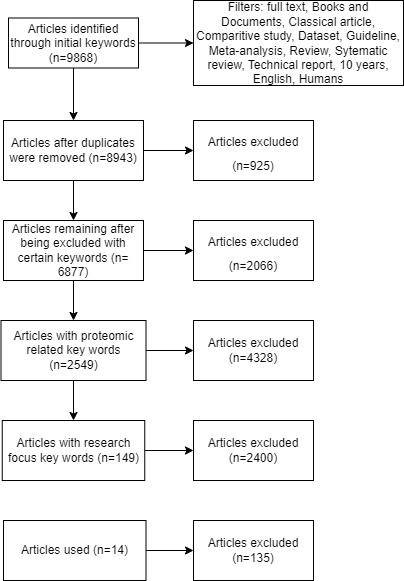 Articles identified
through initial keywords
(n=9868)
Filters: full text, Books and
Documents, Classical article,
Comparitive study, Dataset, Guideline,
Meta-analysis, Review, Sytematic
review, Technical report, 10 years,
English, Humans
Articles after duplicates
were removed (n=8943)
Articles excluded
(n=925)
Articles remaining after
being excluded with
certain keywords (n=
6877)
Articles excluded
(n=2066)
Articles with proteomic
related key words
(n=2549)
Articles excluded
(n=4328)
Articles with research
focus key words (n=149)
Articles excluded
(n=2400)
Articles used (n=14)
Articles excluded
(n=135)